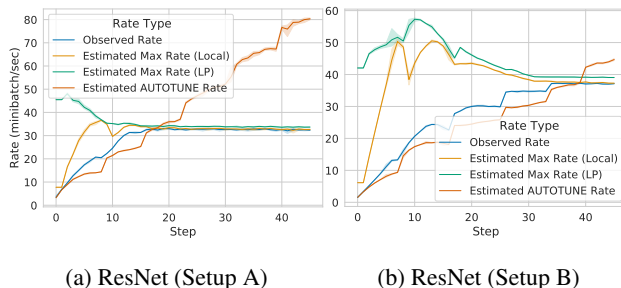 Rate (minibatch/sec)
80
70
60
50
40
30
20
10
0
Rate Type
Observed Rate
Estimated Max Rate (Local)
Estimated Max Rate (LP)
Estimated AUTOTUNE Rate
0 10 20 30 40
Step
(a) ResNet (Setup A)
60
50
40
30
20
10
0
Rate Type
Observed Rate
Estimated Max Rate (Local)
Estimated Max Rate (LP)
Estimated AUTOTUNE Rate
0 10 20 30 40
Step
(b) ResNet (Setup B)